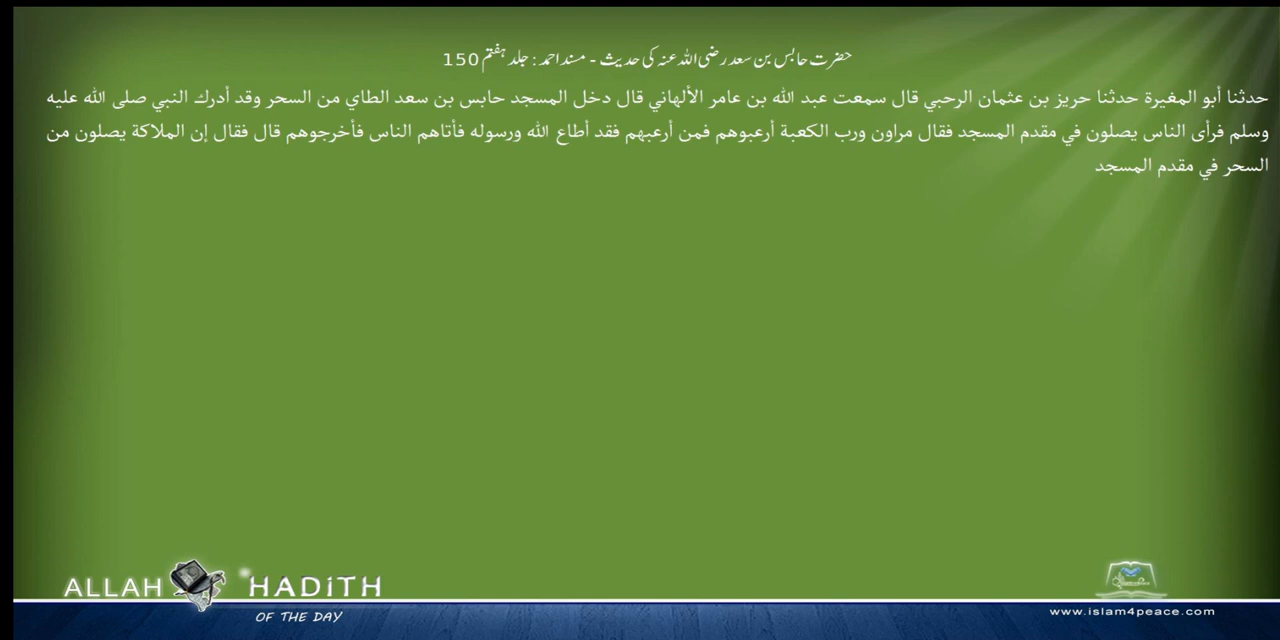 حضرت حابس بن سعد رضی اللہ عنہ کی حدیث - مسند احمد : جلد ہفتم 150
حدثنا أبو المغيرة حدثنا حريز بن عثمان الرحبي قال سمعت عبد الله بن عامر الألهاني قال دخل المسجد حابس بن سعد الطاي من السحر وقد أدرك النبي صلى الله عليه
وسلم فرأى الناس يصلون في مقدم المسجد فقال مراون ورب الكعبة أرعبوهم فمن أرعبهم فقد أطاع الله ورسوله فأتاهم الناس فأخرجوهم قال فقال إن الملاكة يصلون من
السحر في مقدم المسجد
ALLAH HADITH
OF THE DAY
www.islam4peace.com